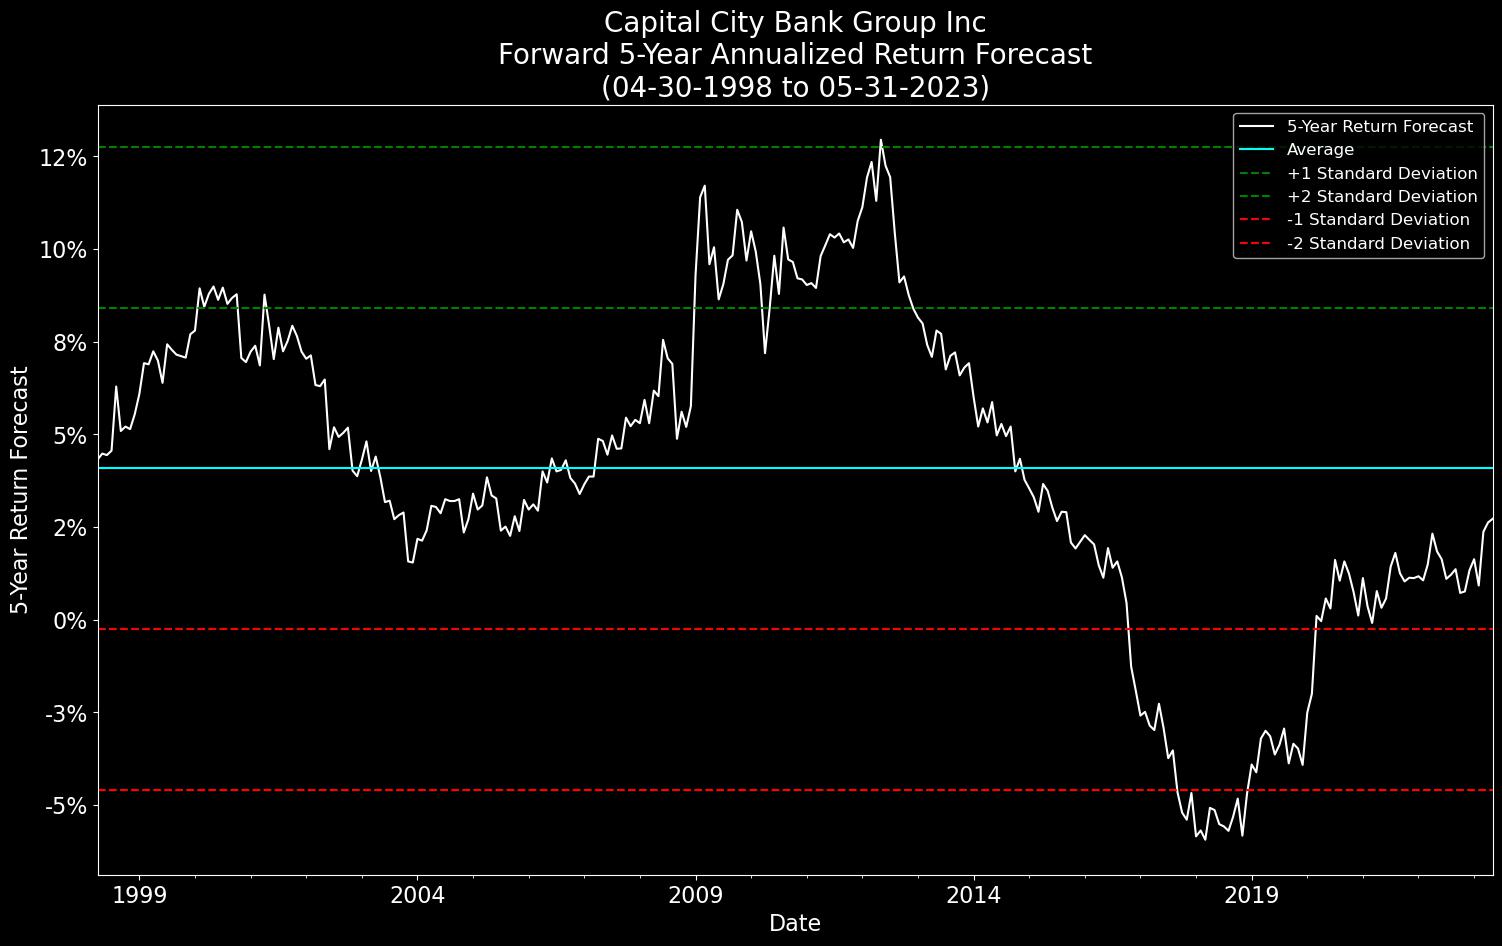 Capital City Bank Group Inc
Forward 5-Year Annualized Return Forecast
(04-30-1998 to 05-31-2023)
5-Year Return Forecast
Average
+1 Standard Deviation
+2 Standard Deviation
-1 Standard Deviation
-2 Standard Deviation
12%
10%
8%
5%
2%
0%
-3%
-5%
5-Year Return Forecast
1999 2004 2009 2014 2019
Date